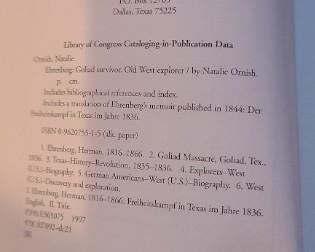 P.O. Box 12703
Dallas, Texas 75225
Library of Congress Cataloging-in-Publication Data
Ornish, Natalie
Ehrenberg: Goliad survivor, Old West explorer / by Natalie Ornish.
p. cm.
Includes bibliographical references and index.
Includes a translation of Ehrenberg's memoir published in 1844: Der
Freiheitskampf in Texas im Jahre 1836.
ISBN 0-9620755-1-5 (alk. paper)
1. Ehrenberg, Herman, 1816-1866. 2. Goliad Massacre, Goliad, Tex.,
1836. 3. Texas-History-Revolution, 1835-1836. 4. Explorers-West
(U.S.)-Biography. 5. German Americans-West (U.S.)-Biography. 6. West
(U.S.)-Discovery and exploration.
I. Ehrenberg, Herman, 1816-1866. Freiheitskampf in Texas im Jahre 1836.
English. II. Title.
1997